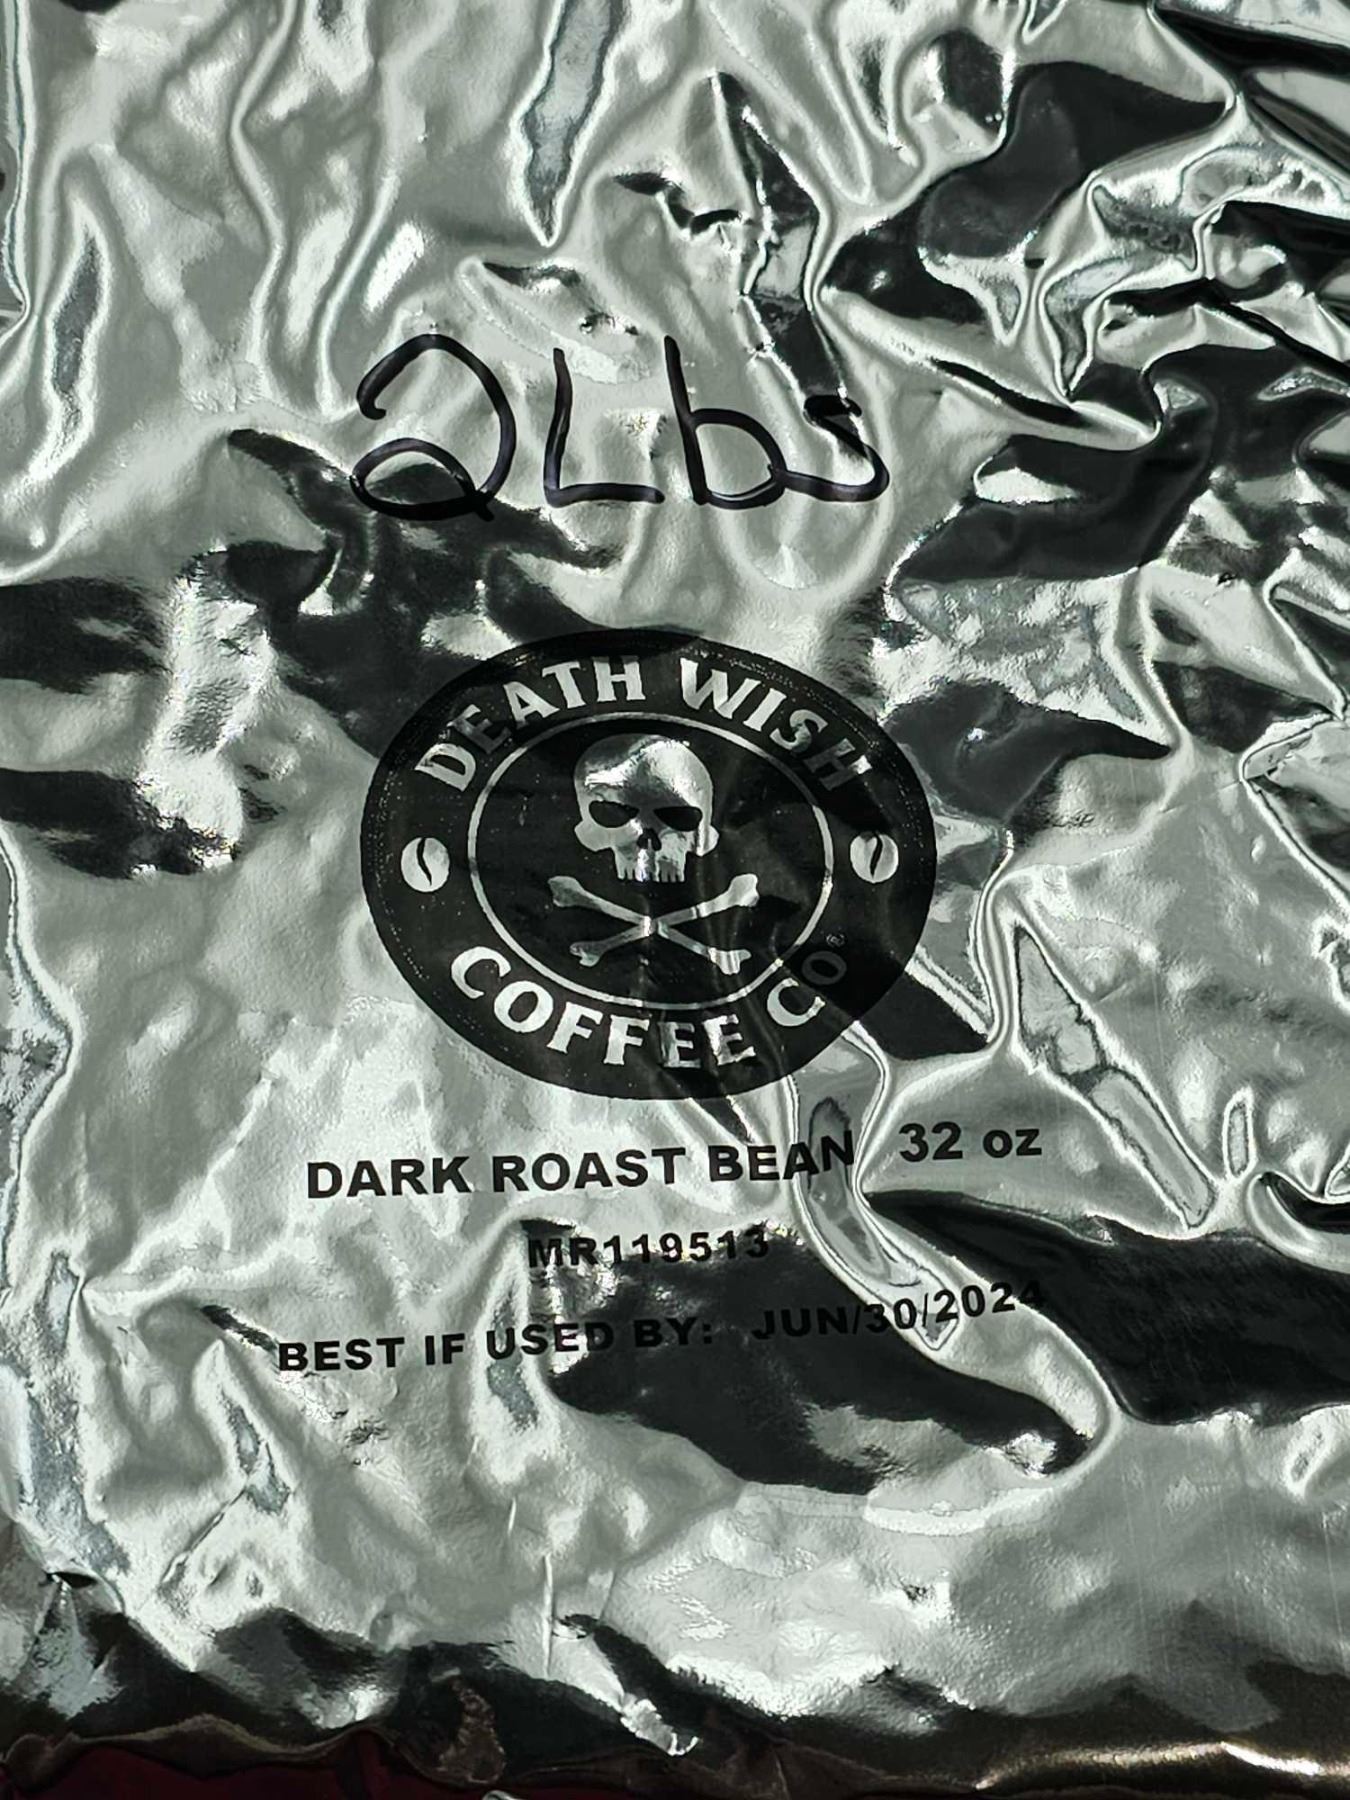 2Lbs
DEATH WISH
COFFEE CO®
DARK ROAST BEAN 32 oz
MR119513
BEST IF USED BY: JUN/30/2024